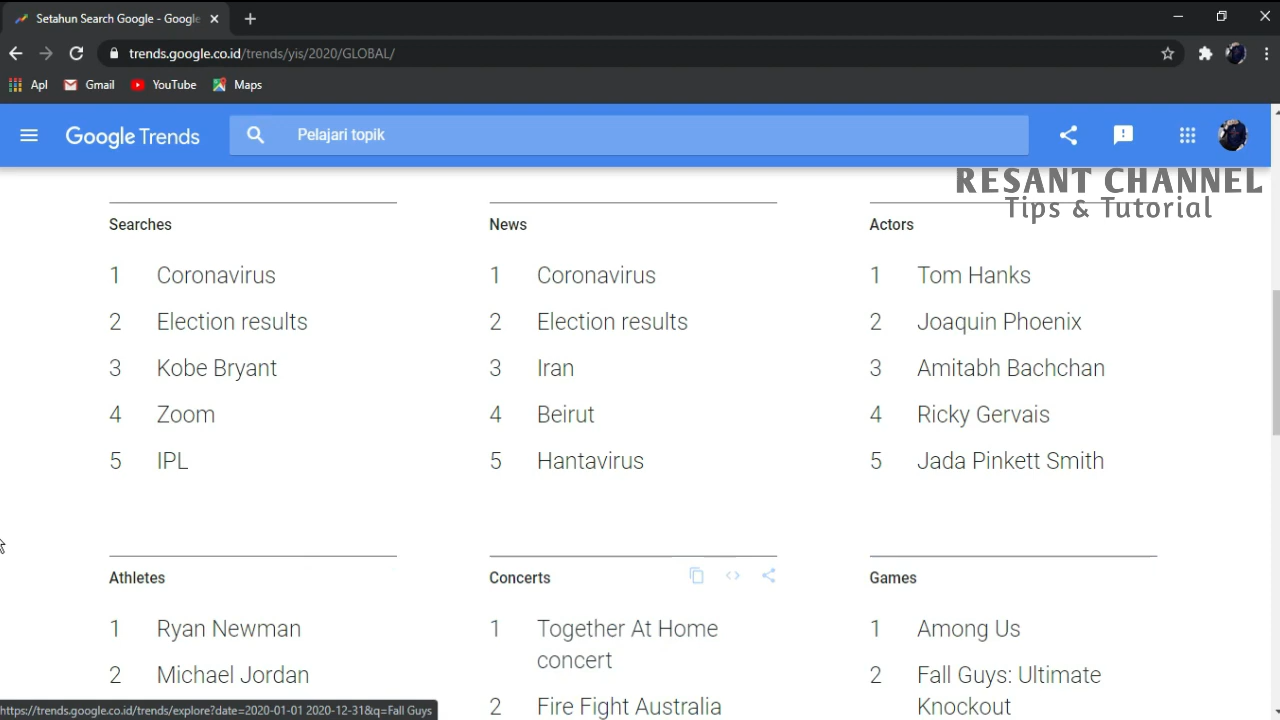 Setahun Search Google - Google
trends.google.co.id/trends/yis/2020/GLOBAL/
Apl
Gmail
YouTube
Maps
Google Trends
Pelajari topik
RESANT CHANNEL
Tips & Tutorial
Searches
1 Coronavirus
2 Election results
3 Kobe Bryant
4 Zoom
5 IPL
News
1 Coronavirus
2 Election results
3 Iran
4 Beirut
5 Hantavirus
Actors
1 Tom Hanks
2 Joaquin Phoenix
3 Amitabh Bachchan
4 Ricky Gervais
5 Jada Pinkett Smith
Athletes
1 Ryan Newman
2 Michael Jordan
Concerts
1 Together At Home
concert
2 Fire Fight Australia
Games
1 Among Us
2 Fall Guys: Ultimate
Knockout
https://trends.google.co.id/trends/explore?date=2020-01-01 2020-12-31&q=Fall Guys